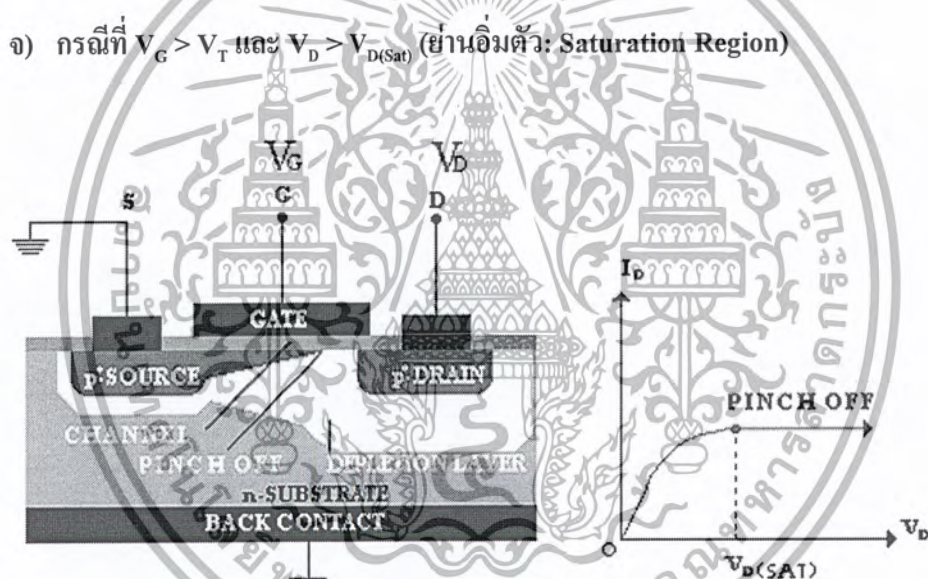 จ) กรณีที่ V_G > V_T และ V_D > V_D(Sat) (ย่านอิ่มตัว: Saturation Region)
V_G
V_D
S
G
D
GATE
p⁺SOURCE
p⁺DRAIN
CHANNEL
PINCH OFF
DEPLETION LAYER
n-SUBSTRATE
BACK CONTACT
I_D
PINCH OFF
O
V_D
V_D(SAT)